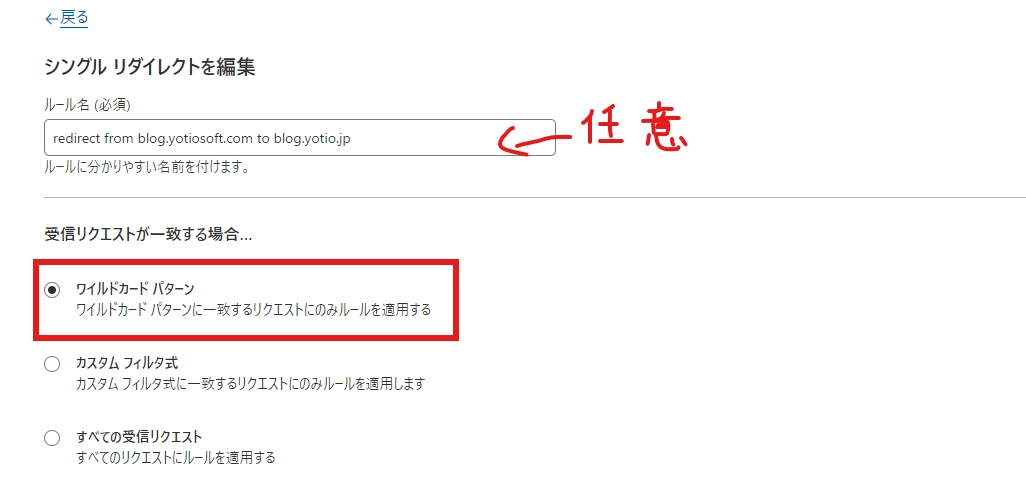 ←戻る
シングル リダイレクトを編集
ルール名 (必須)
redirect from blog.yotiosoft.com to blog.yotio.jp
任意
ルールに分かりやすい名前を付けます。
受信リクエストが一致する場合...
ワイルドカード パターン
ワイルドカード パターンに一致するリクエストにのみルールを適用する
カスタム フィルタ式
カスタム フィルタ式に一致するリクエストにのみルールを適用します
すべての受信リクエスト
すべてのリクエストにルールを適用する